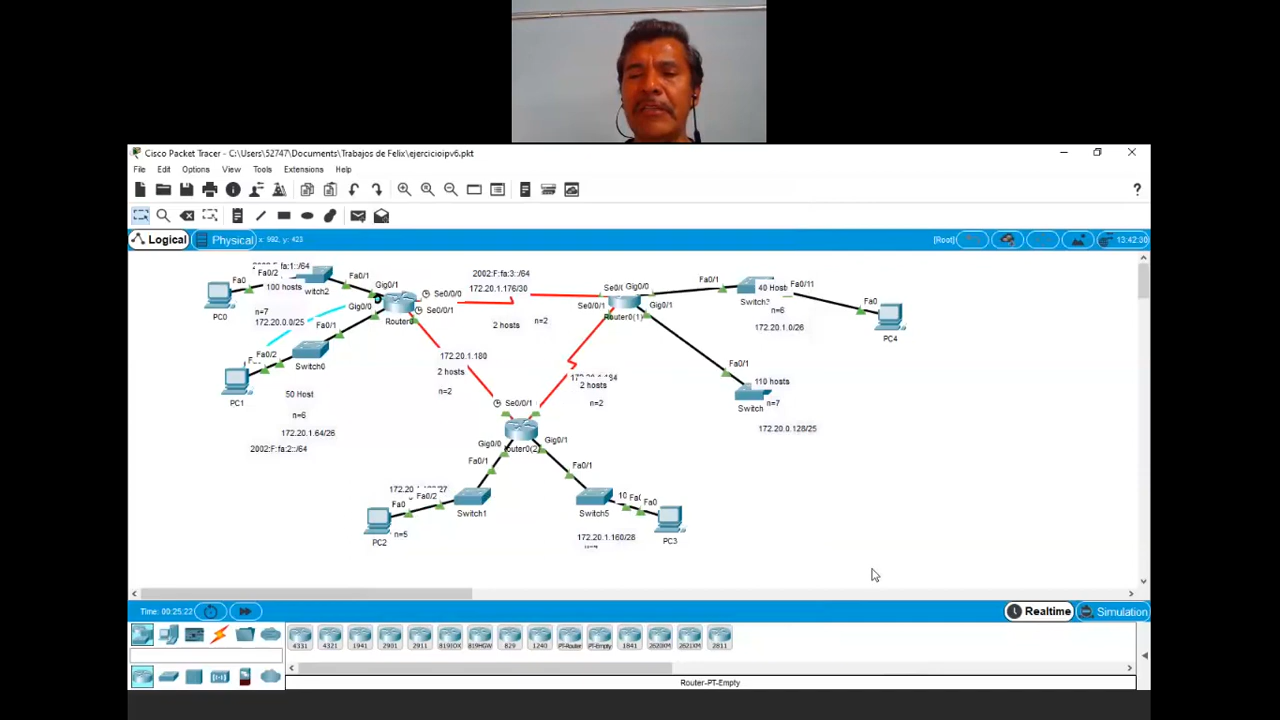 Cisco Packet Tracer - C:\Users\52747\Documents\Trabajos de Felix\ejercicioipv6.pkt
File Edit Options View Tools Extensions Help
Logical Physical x: 992, y: 423 [Root] 13:42:30
2002:F:fa:1::/64
Fa0 Fa0/2 Fa0/1
witch2
Gig0/1
100 hosts
PC0
n=7
Gig0/0
172.20.0.0/25
Fa0/1
Router0
Se0/0/0
Se0/0/1
2002:F:fa:3::/64
172.20.1.176/30
2 hosts n=2
Gig0/0
Se0/0/1
Gig0/1
Router0(1)
Fa0/1
40 Host
Switch3
Fa0/11
n=6
172.20.1.0/26
Fa0
PC4
Fa0/2
Switch0
PC1
50 Host
n=6
172.20.1.64/26
2002:F:fa:2::/64
172.20.1.180
2 hosts
n=2
2 hosts
n=2
Fa0/1
110 hosts
Switch
n=7
172.20.0.128/25
Se0/0/1
Gig0/0
Gig0/1
outer0(2)
Fa0/1
Fa0/1
Fa0/2
Fa0
Switch1
PC2
n=5
Switch5
Fa0
PC3
172.20.1.160/28
Time: 00:25:22 Realtime Simulation
4331 4321 1941 2901 2911 819IOX 819HGW 829 1240 PT-Router PT-Empty 1841 2620XM 2621XM 2811
Router-PT-Empty